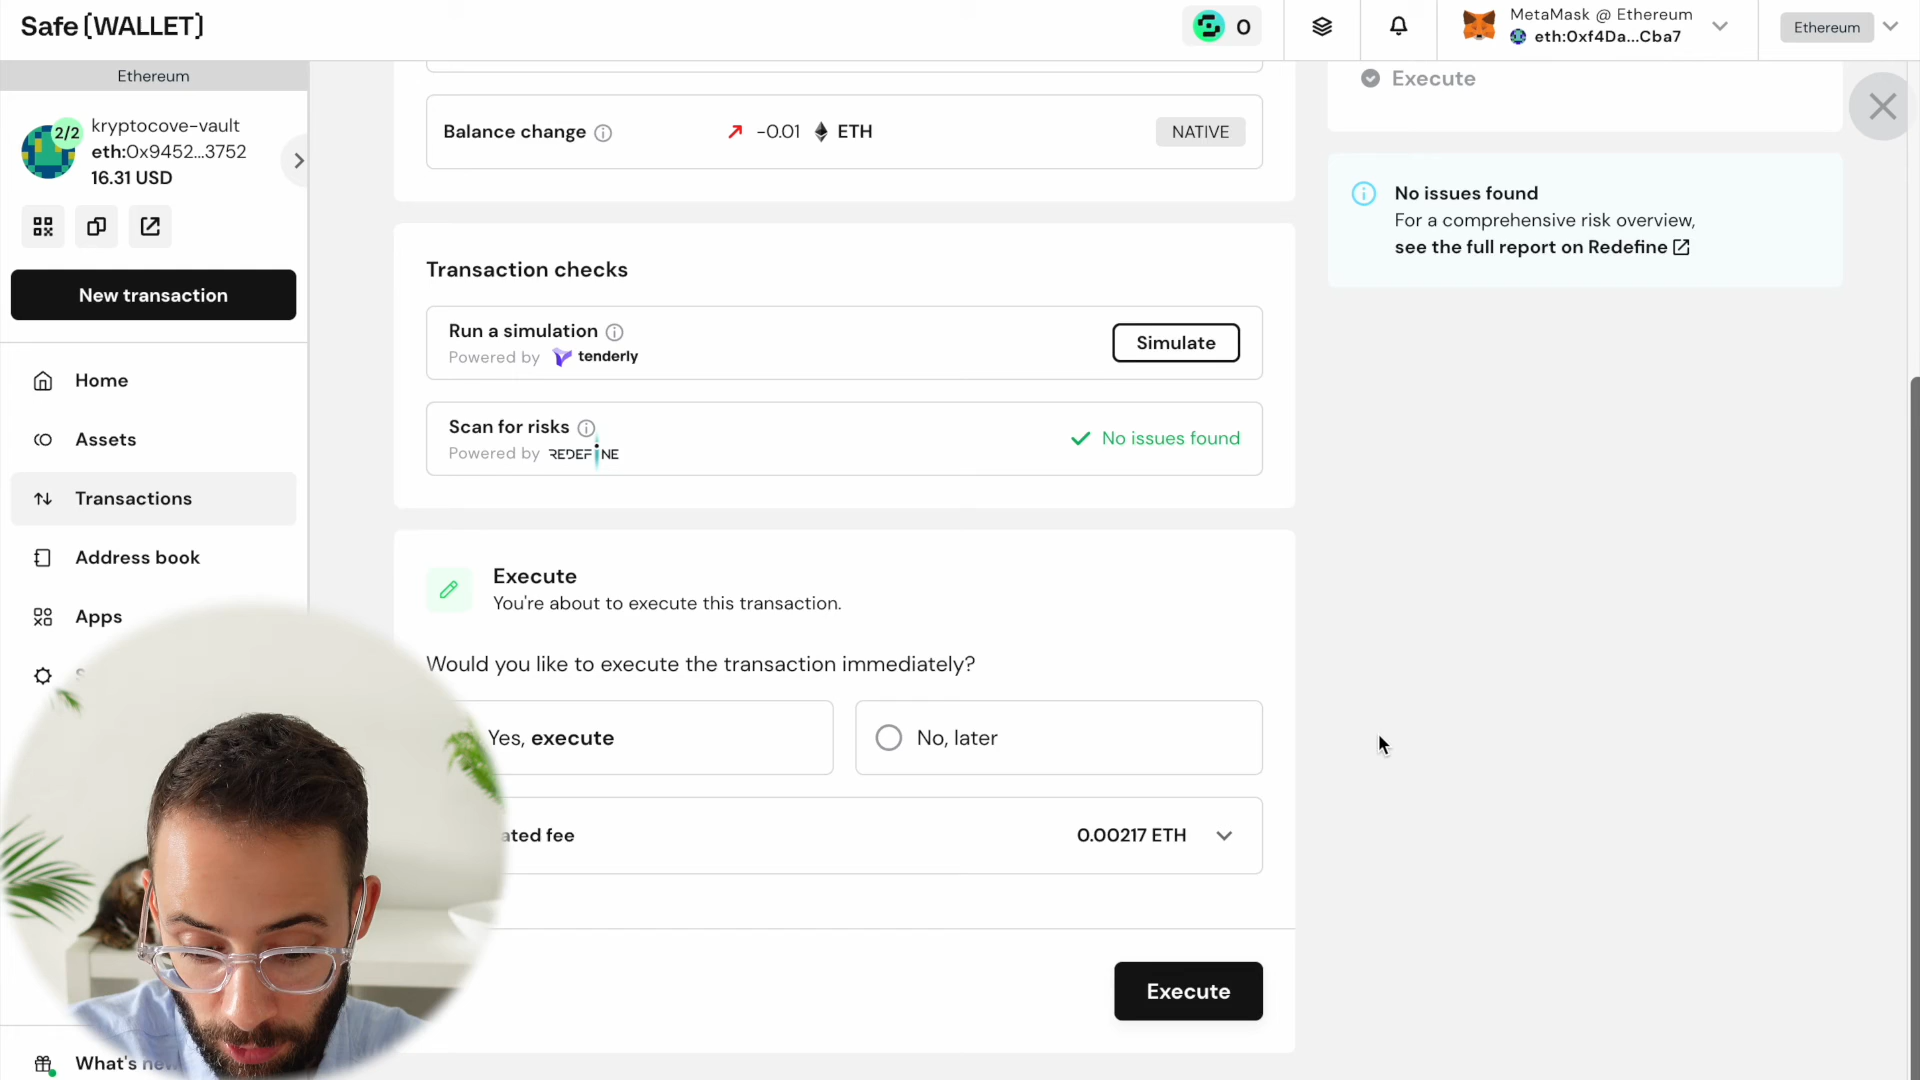 Safe{WALLET}
0
MetaMask @ Ethereum
eth:0xf4Da...Cba7
Ethereum
Ethereum
2/2
kryptocove-vault
eth:0x9452...3752
16.31 USD
New transaction
Home
Assets
Transactions
Address book
Apps
What's new
Balance change
-0.01 ETH
NATIVE
Transaction checks
Run a simulation
Powered by tenderly
Simulate
Scan for risks
Powered by REDEFINE
No issues found
Execute
You're about to execute this transaction.
Would you like to execute the transaction immediately?
Yes, execute
No, later
ated fee
0.00217 ETH
Execute
Execute
No issues found
For a comprehensive risk overview,
see the full report on Redefine